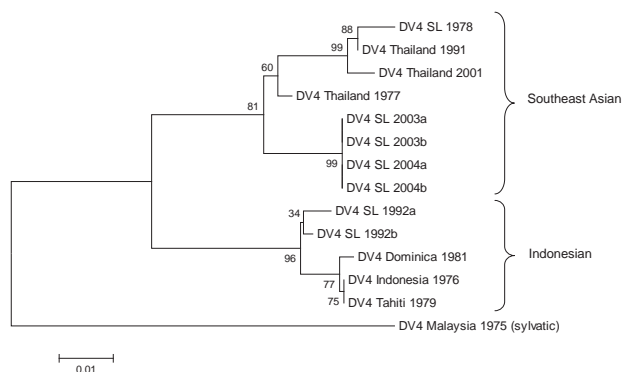 88
DV4 SL 1978
DV4 Thailand 1991
99
DV4 Thailand 2001
60
DV4 Thailand 1977
81
Southeast Asian
DV4 SL 2003a
DV4 SL 2003b
99
DV4 SL 2004a
DV4 SL 2004b
34
DV4 SL 1992a
DV4 SL 1992b
96
Indonesian
DV4 Dominica 1981
77
DV4 Indonesia 1976
75
DV4 Tahiti 1979
DV4 Malaysia 1975 (sylvatic)
0.01